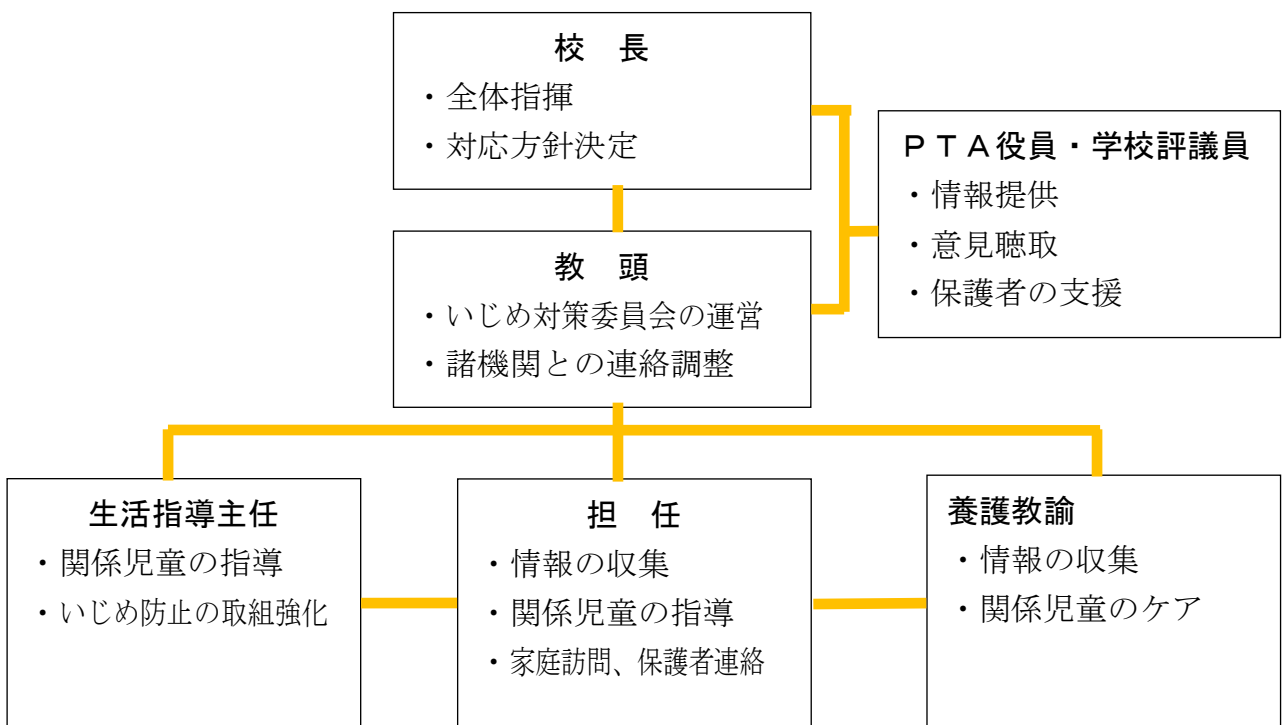 校　長
・全体指揮
・対応方針決定
ＰＴＡ役員・学校評議員
・情報提供
・意見聴取
・保護者の支援
教　頭
・いじめ対策委員会の運営
・諸機関との連絡調整
生活指導主任
・関係児童の指導
・いじめ防止の取組強化
担　任
・情報の収集
・関係児童の指導
・家庭訪問、保護者連絡
養護教諭
・情報の収集
・関係児童のケア